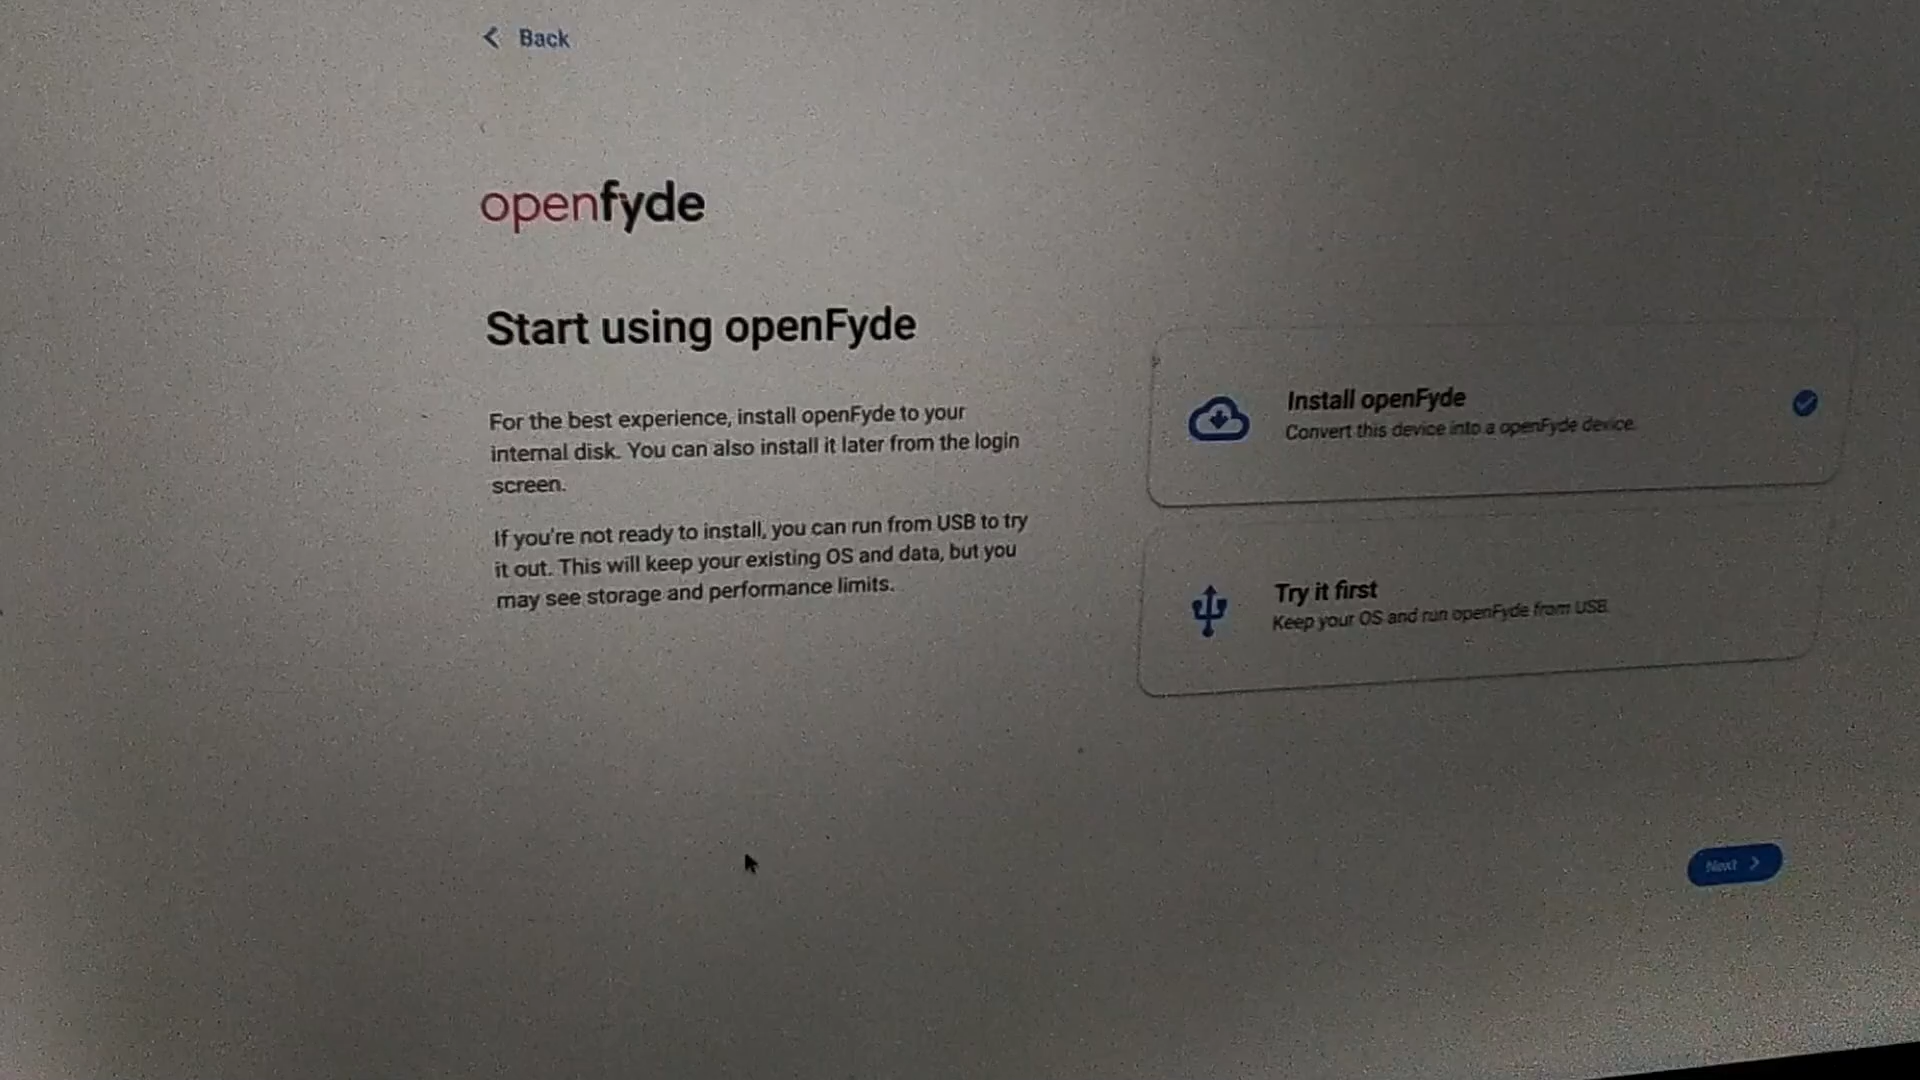 Back
openfyde
Start using openFyde
For the best experience, install openFyde to your
internal disk. You can also install it later from the login
screen.
If you're not ready to install, you can run from USB to try
it out. This will keep your existing OS and data, but you
may see storage and performance limits.
Install openFyde
Convert this device into a openFyde device.
Try it first
Keep your OS and run openFyde from USB.
Next